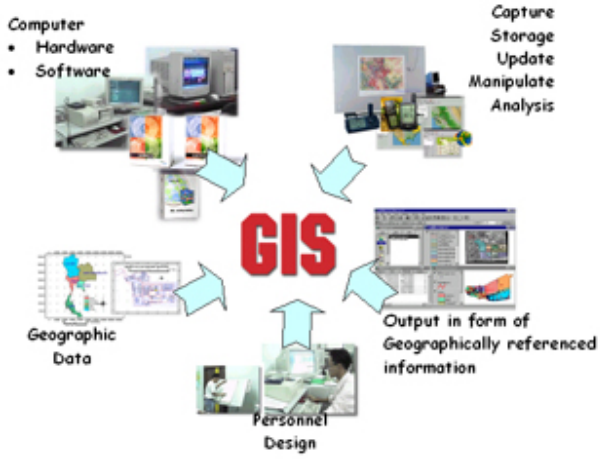 Computer
• Hardware
• Software
Capture
Storage
Update
Manipulate
Analysis
GIS
Geographic
Data
Output in form of
Geographically referenced
information
Personnel
Design